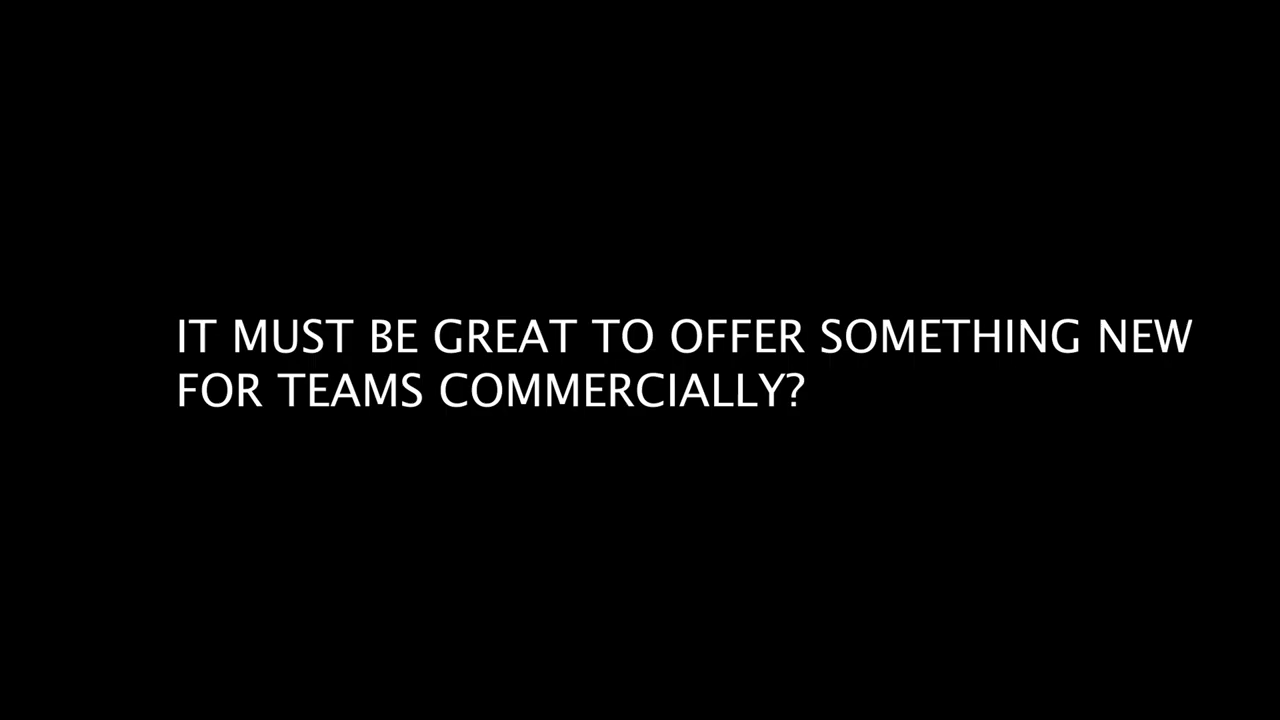 IT MUST BE GREAT TO OFFER SOMETHING NEW
FOR TEAMS COMMERCIALLY?